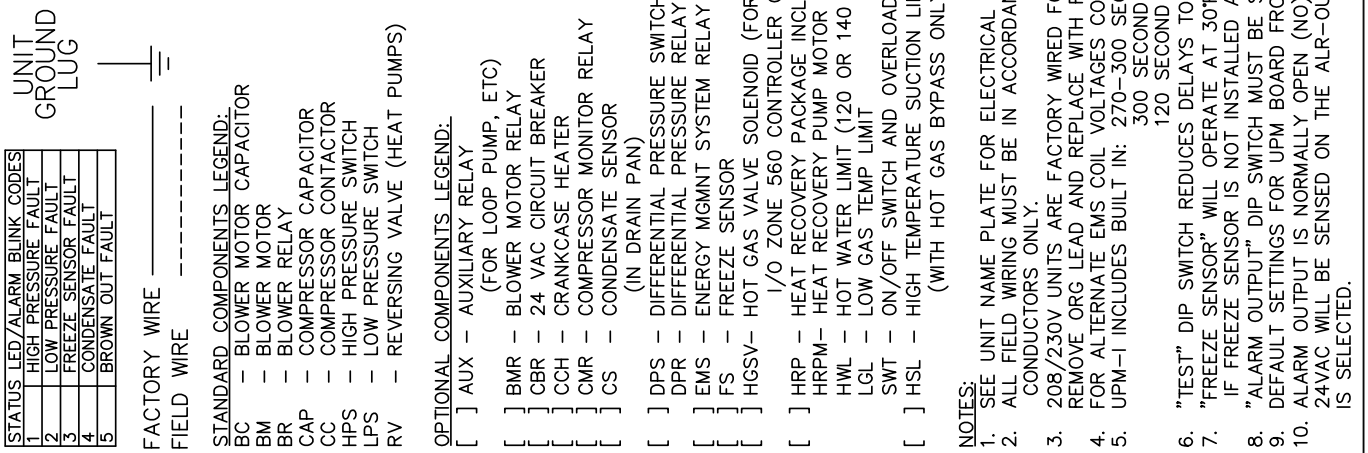 STATUS LED/ALARM BLINK CODES
1 HIGH PRESSURE FAULT
2 LOW PRESSURE FAULT
3 FREEZE SENSOR FAULT
4 CONDENSATE FAULT
5 BROWN OUT FAULT
UNIT
GROUND
LUG
FACTORY WIRE
FIELD WIRE
STANDARD COMPONENTS LEGEND:
BC – BLOWER MOTOR CAPACITOR
BM – BLOWER MOTOR
BR – BLOWER RELAY
CAP – COMPRESSOR CAPACITOR
CC – COMPRESSOR CONTACTOR
HPS – HIGH PRESSURE SWITCH
LPS – LOW PRESSURE SWITCH
RV – REVERSING VALVE (HEAT PUMPS)
OPTIONAL COMPONENTS LEGEND:
[ ] AUX – AUXILIARY RELAY
(FOR LOOP PUMP, ETC)
[ ] BMR – BLOWER MOTOR RELAY
[ ] CBR – 24 VAC CIRCUIT BREAKER
[ ] CCH – CRANKCASE HEATER
[ ] CMR – COMPRESSOR MONITOR RELAY
[ ] CS – CONDENSATE SENSOR
(IN DRAIN PAN)
[ ] DPS – DIFFERENTIAL PRESSURE SWITCH
DPR – DIFFERENTIAL PRESSURE RELAY
[ ] EMS – ENERGY MGMNT SYSTEM RELAY
[ ] FS – FREEZE SENSOR
[ ] HGSV– HOT GAS VALVE SOLENOID (FOR
I/O ZONE 560 CONTROLLER
[ ] HRP – HEAT RECOVERY PACKAGE INCL
HRPM– HEAT RECOVERY PUMP MOTOR
HWL – HOT WATER LIMIT (120 OR 140
LGL – LOW GAS TEMP LIMIT
SWT – ON/OFF SWITCH AND OVERLOAD
[ ] HSL – HIGH TEMPERATURE SUCTION LI
(WITH HOT GAS BYPASS ONLY
NOTES:
1. SEE UNIT NAME PLATE FOR ELECTRICAL
2. ALL FIELD WIRING MUST BE IN ACCORDAN
CONDUCTORS ONLY.
3. 208/230V UNITS ARE FACTORY WIRED FO
REMOVE ORG LEAD AND REPLACE WITH
4. FOR ALTERNATE EMS COIL VOLTAGES CO
5. UPM–I INCLUDES BUILT IN: 270–300 SEC
300 SECOND
120 SECOND
6. "TEST" DIP SWITCH REDUCES DELAYS TO
7. "FREEZE SENSOR" WILL OPERATE AT 30°
IF FREEZE SENSOR IS NOT INSTALLED A
8. "ALARM OUTPUT" DIP SWITCH MUST BE S
9. DEFAULT SETTINGS FOR UPM BOARD FRO
10. ALARM OUTPUT IS NORMALLY OPEN (NO)
24VAC WILL BE SENSED ON THE ALR–OU
IS SELECTED.